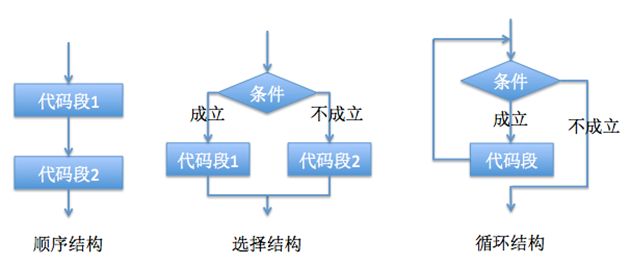 代码段1
代码段2
顺序结构
条件
成立
不成立
代码段1
代码段2
选择结构
条件
成立
不成立
代码段
循环结构